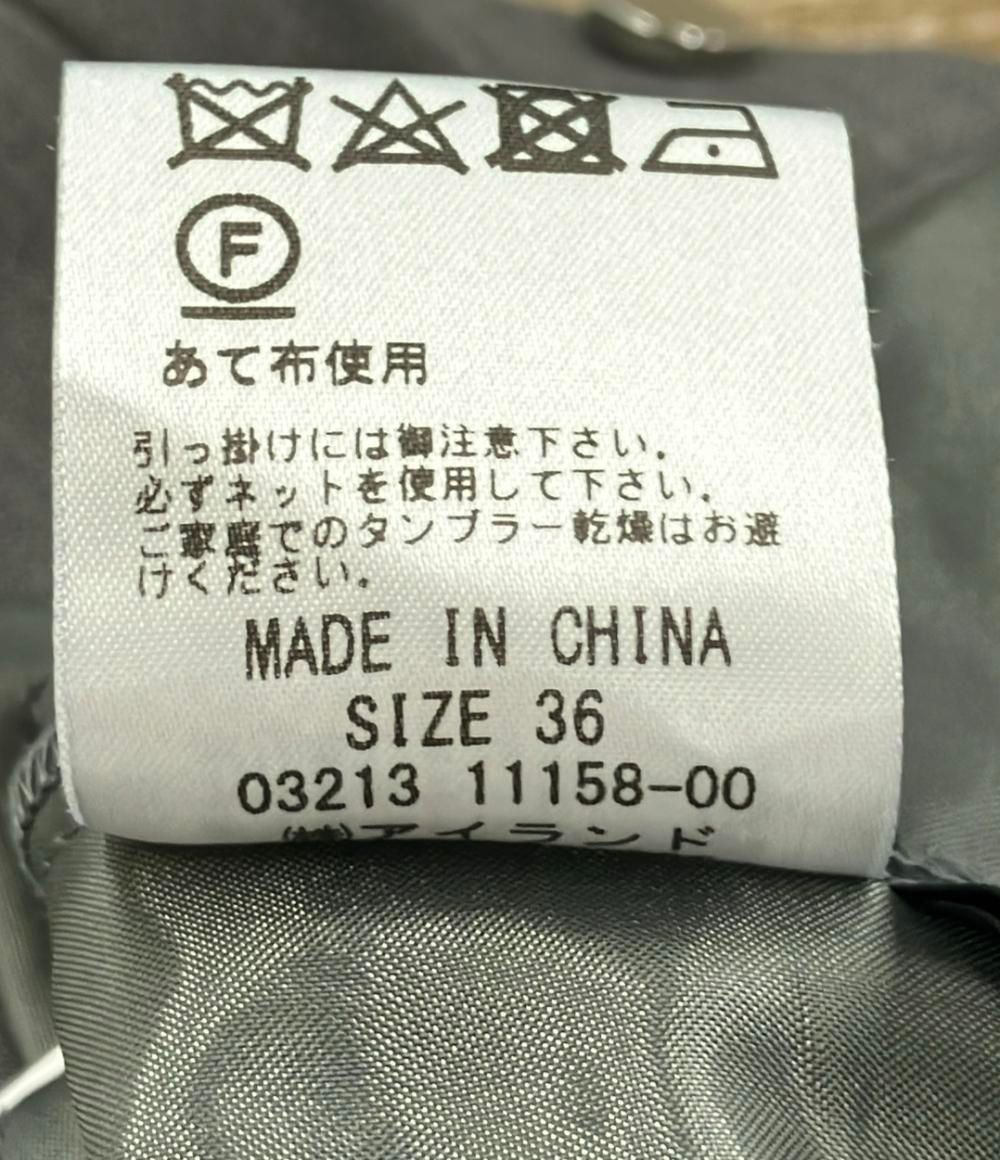 F
あて布使用
引っ掛けには御注意下さい.
必ずネットを使用して下さい.
ご家庭でのタンブラー乾燥はお避
けください.
MADE IN CHINA
SIZE 36
03213 11158-00
(株)アイランド